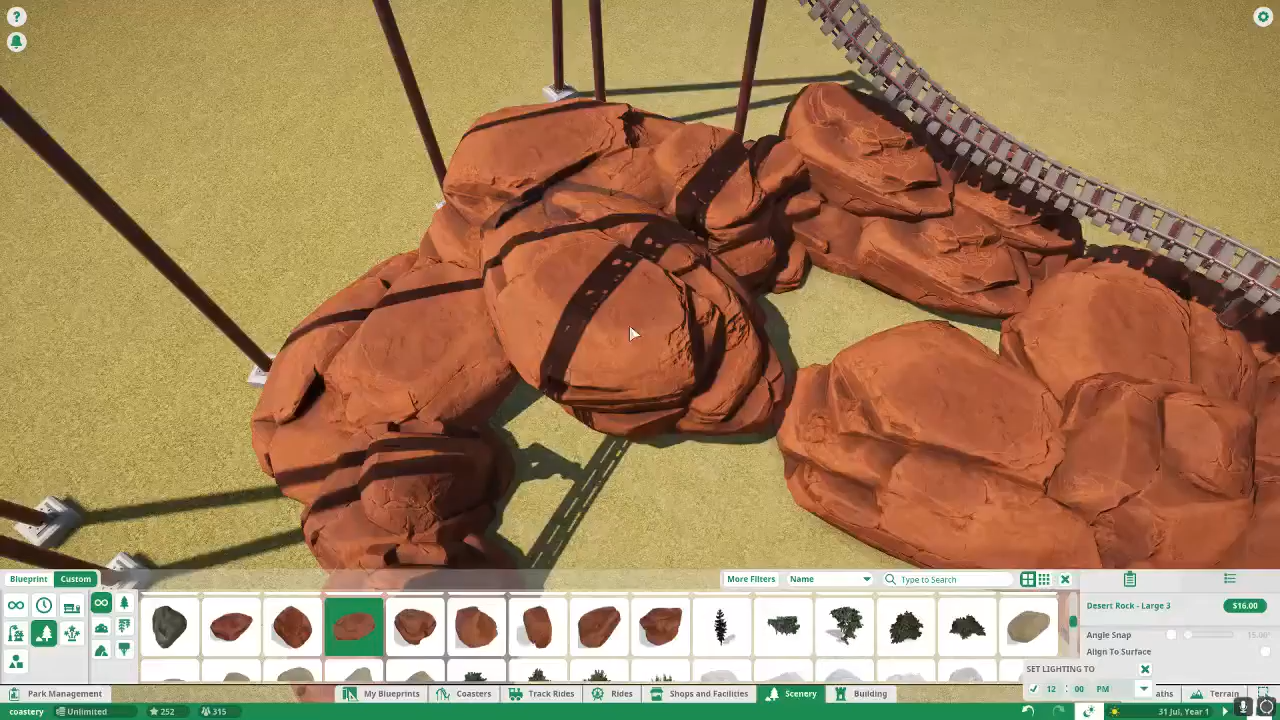 ?
Blueprint Custom More Filters Name Type to Search
Desert Rock - Large 3 $16.00
Angle Snap 15.00°
Align To Surface
SET LIGHTING TO
12 : 00 PM
Park Management My Blueprints Coasters Track Rides Rides Shops and Facilities Scenery Building Terrain
coastery Unlimited 252 315 31 Jul, Year 1